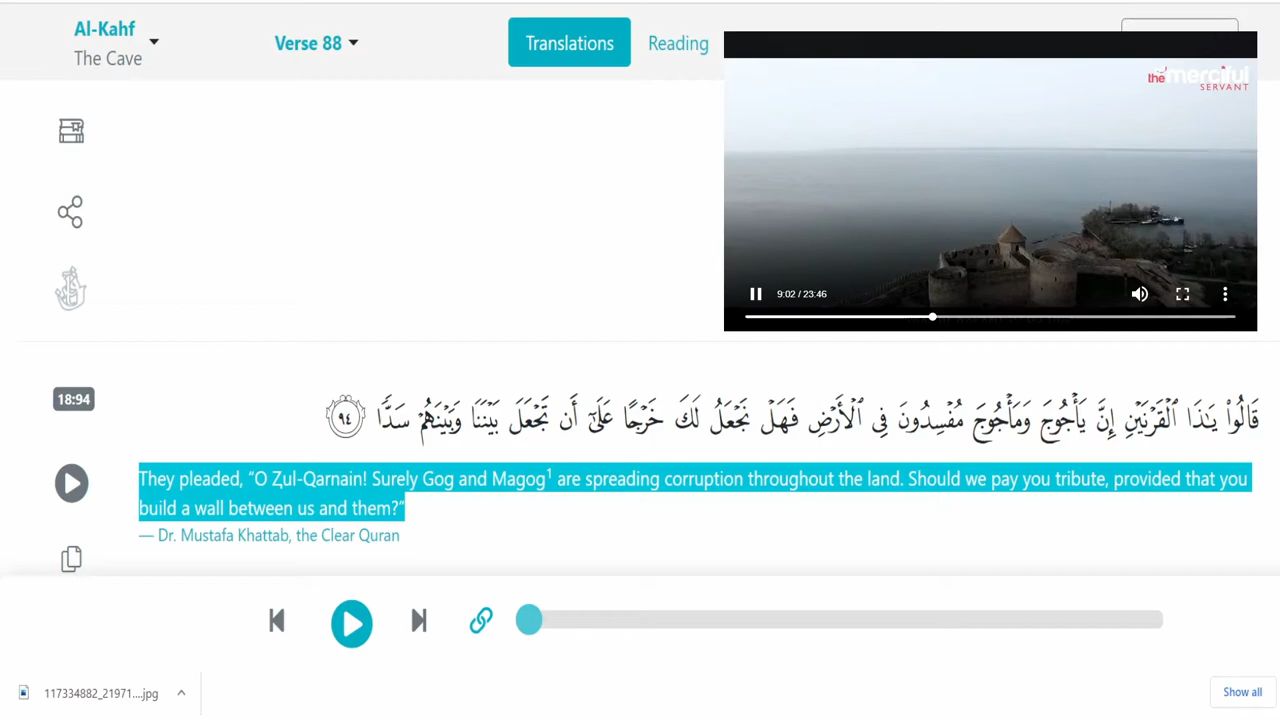 Al-Kahf
The Cave
Verse 88
Translations
Reading
the merciful
SERVANT
9:02 / 23:46
18:94
قَالُوا۟ يَـٰذَا ٱلْقَرْنَيْنِ إِنَّ يَأْجُوجَ وَمَأْجُوجَ مُفْسِدُونَ فِى ٱلْأَرْضِ فَهَلْ نَجْعَلُ لَكَ خَرْجًا عَلَىٰٓ أَن تَجْعَلَ بَيْنَنَا وَبَيْنَهُمْ سَدًّا ٩٤
They pleaded, “O Ⱬul-Qarnain! Surely Gog and Magog¹ are spreading corruption throughout the land. Should we pay you tribute, provided that you
build a wall between us and them?”
— Dr. Mustafa Khattab, the Clear Quran
117334882_21971....jpg
Show all